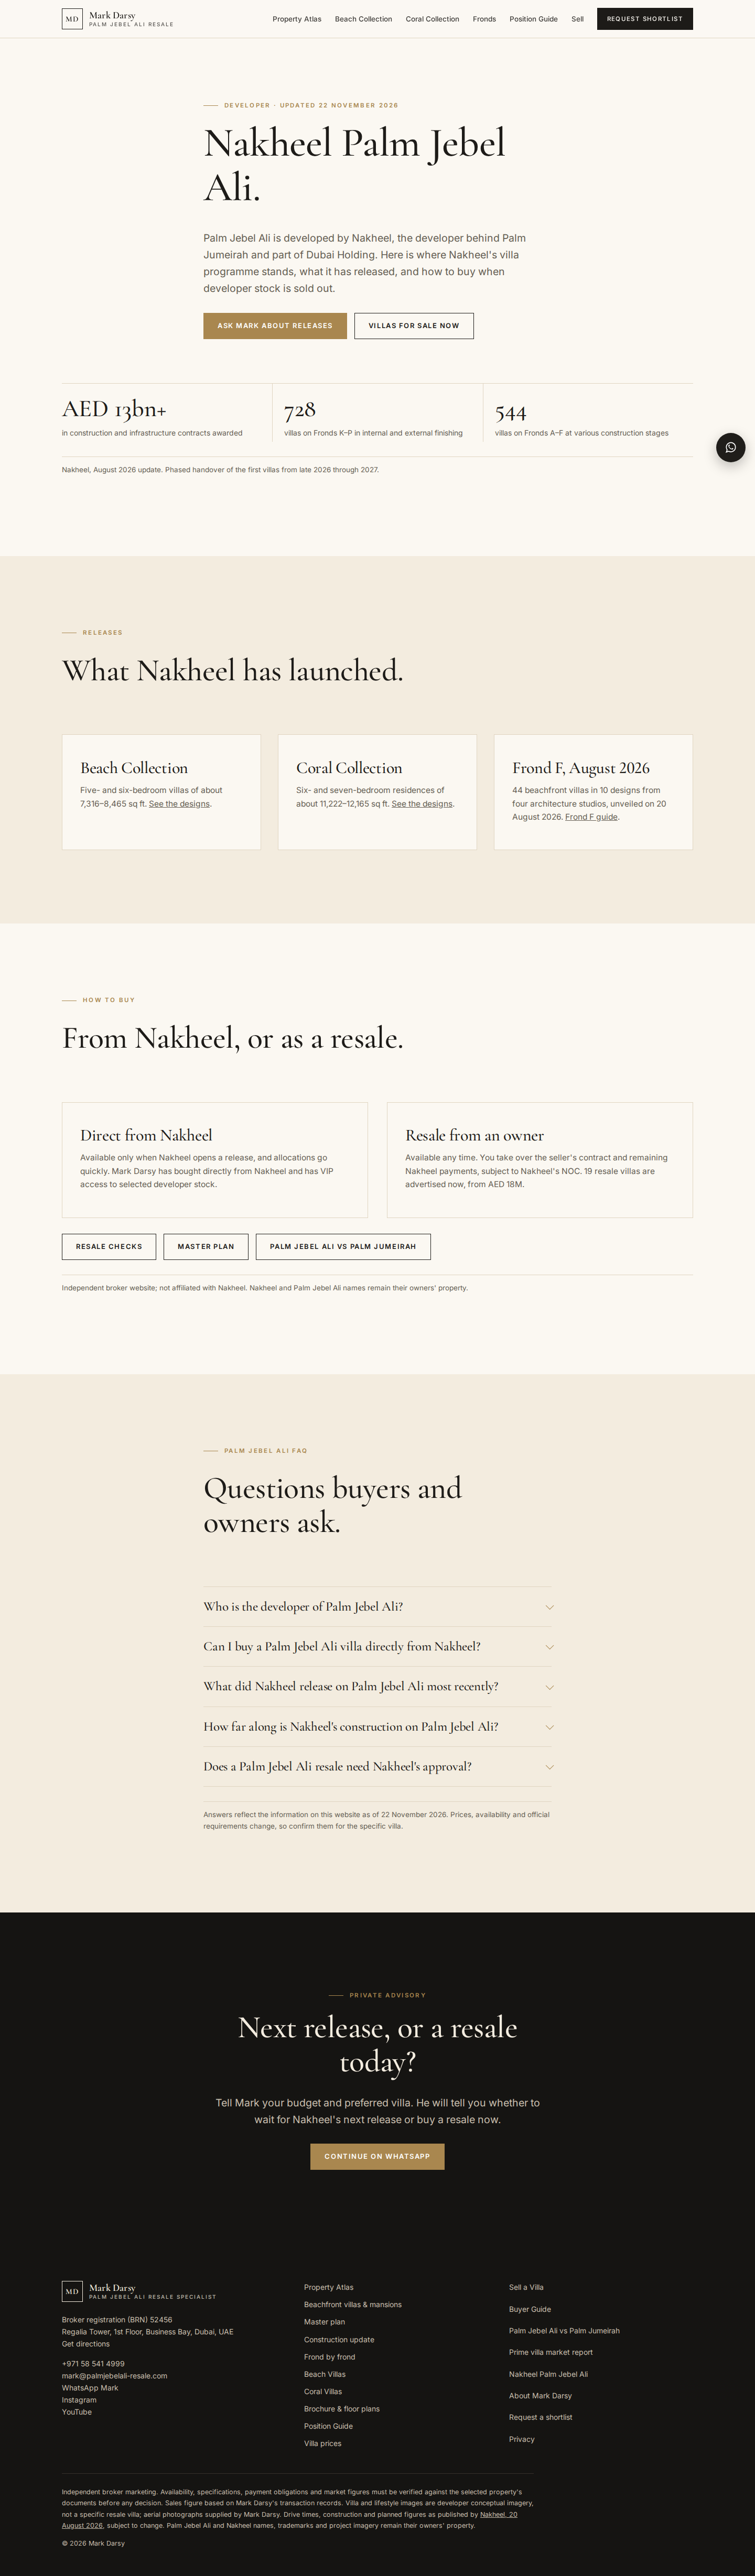 MD
Mark Darsy
PALM JEBEL ALI RESALE
Property Atlas
Beach Collection
Coral Collection
Fronds
Position Guide
Sell
REQUEST SHORTLIST
DEVELOPER · UPDATED 22 NOVEMBER 2026
Nakheel Palm Jebel
Ali.
Palm Jebel Ali is developed by Nakheel, the developer behind Palm
Jumeirah and part of Dubai Holding. Here is where Nakheel's villa
programme stands, what it has released, and how to buy when
developer stock is sold out.
ASK MARK ABOUT RELEASES
VILLAS FOR SALE NOW
AED 13bn+
in construction and infrastructure contracts awarded
728
villas on Fronds K–P in internal and external finishing
544
villas on Fronds A–F at various construction stages
Nakheel, August 2026 update. Phased handover of the first villas from late 2026 through 2027.
RELEASES
What Nakheel has launched.
Beach Collection
Five- and six-bedroom villas of about
7,316–8,465 sq ft. See the designs.
Coral Collection
Six- and seven-bedroom residences of
about 11,222–12,165 sq ft. See the designs.
Frond F, August 2026
44 beachfront villas in 10 designs from
four architecture studios, unveiled on 20
August 2026. Frond F guide.
HOW TO BUY
From Nakheel, or as a resale.
Direct from Nakheel
Available only when Nakheel opens a release, and allocations go
quickly. Mark Darsy has bought directly from Nakheel and has VIP
access to selected developer stock.
Resale from an owner
Available any time. You take over the seller's contract and remaining
Nakheel payments, subject to Nakheel's NOC. 19 resale villas are
advertised now, from AED 18M.
RESALE CHECKS
MASTER PLAN
PALM JEBEL ALI VS PALM JUMEIRAH
Independent broker website; not affiliated with Nakheel. Nakheel and Palm Jebel Ali names remain their owners' property.
PALM JEBEL ALI FAQ
Questions buyers and
owners ask.
Who is the developer of Palm Jebel Ali?
Can I buy a Palm Jebel Ali villa directly from Nakheel?
What did Nakheel release on Palm Jebel Ali most recently?
How far along is Nakheel's construction on Palm Jebel Ali?
Does a Palm Jebel Ali resale need Nakheel's approval?
Answers reflect the information on this website as of 22 November 2026. Prices, availability and official
requirements change, so confirm them for the specific villa.
PRIVATE ADVISORY
Next release, or a resale
today?
Tell Mark your budget and preferred villa. He will tell you whether to
wait for Nakheel's next release or buy a resale now.
CONTINUE ON WHATSAPP
MD
Mark Darsy
PALM JEBEL ALI RESALE SPECIALIST
Broker registration (BRN) 52456
Regalia Tower, 1st Floor, Business Bay, Dubai, UAE
Get directions
+971 58 541 4999
mark@palmjebelali-resale.com
WhatsApp Mark
Instagram
YouTube
Property Atlas
Beachfront villas & mansions
Master plan
Construction update
Frond by frond
Beach Villas
Coral Villas
Brochure & floor plans
Position Guide
Villa prices
Sell a Villa
Buyer Guide
Palm Jebel Ali vs Palm Jumeirah
Prime villa market report
Nakheel Palm Jebel Ali
About Mark Darsy
Request a shortlist
Privacy
Independent broker marketing. Availability, specifications, payment obligations and market figures must be verified against the selected property's
documents before any decision. Sales figure based on Mark Darsy's transaction records. Villa and lifestyle images are developer conceptual imagery,
not a specific resale villa; aerial photographs supplied by Mark Darsy. Drive times, construction and planned figures as published by Nakheel, 20
August 2026, subject to change. Palm Jebel Ali and Nakheel names, trademarks and project imagery remain their owners' property.
© 2026 Mark Darsy